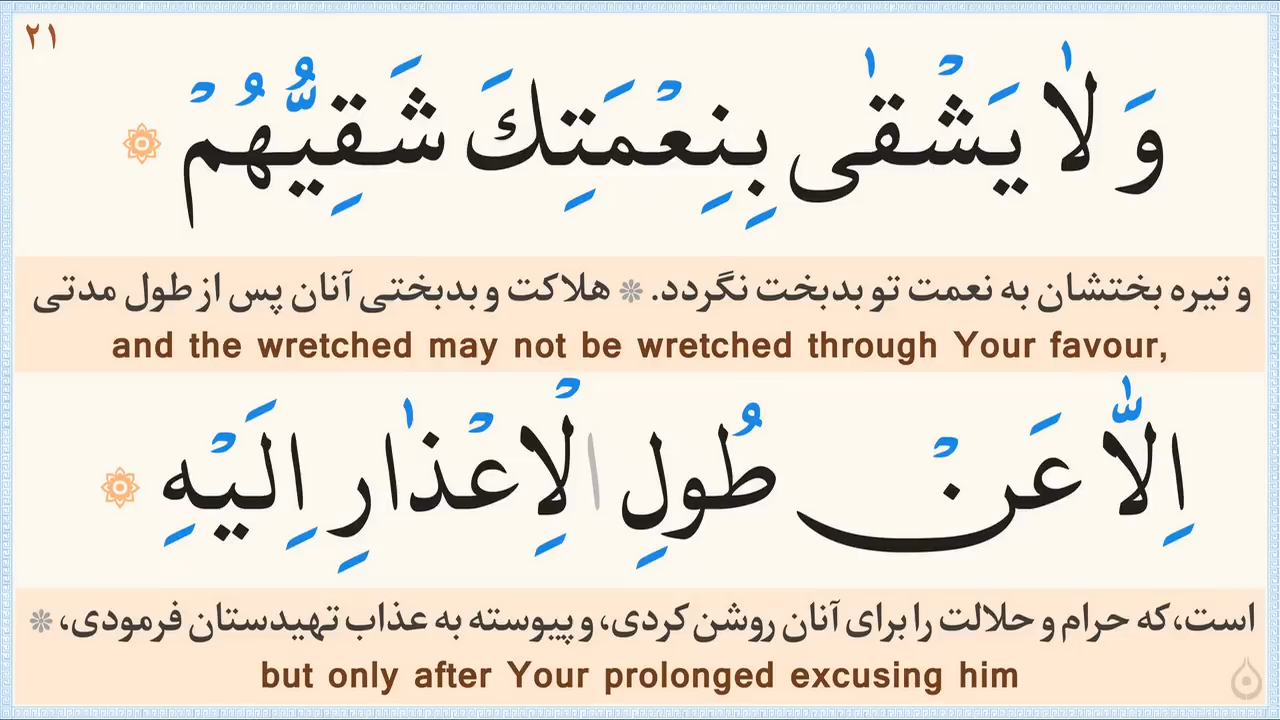 ۲۱
وَ لٰا يَشْقٰى بِنِعْمَتِكَ شَقِيُّهُمْ
و تیره بختشان به نعمت تو بدبخت نگردد. * هلاکت و بدبختی آنان پس از طول مدتی
and the wretched may not be wretched through Your favour,
اِلاّٰ عَنْ طُولِ الْاِعْذٰارِ اِلَيْهِ
است، که حرام و حلالت را برای آنان روشن کردی، و پیوسته به عذاب تهیدستان فرمودی، *
but only after Your prolonged excusing him